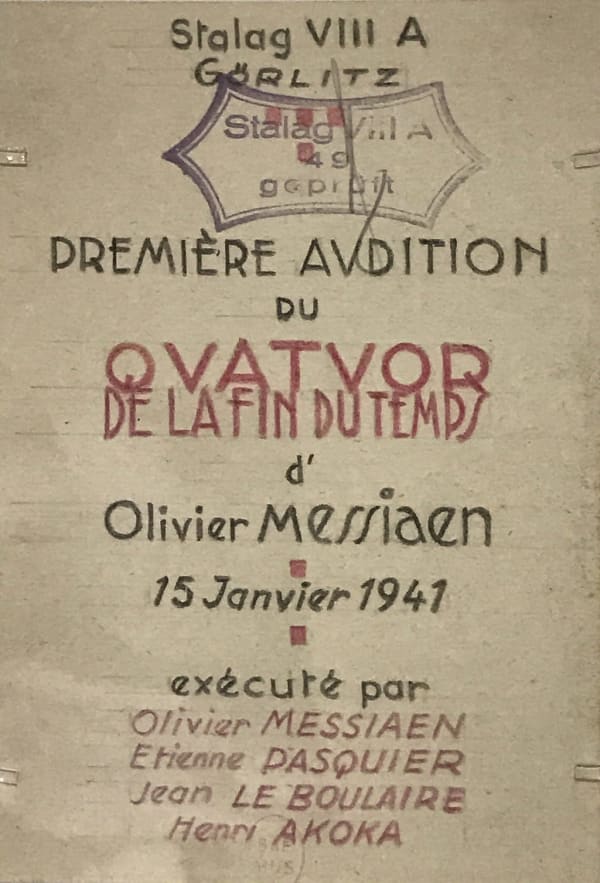 Stalag VIII A
GÖRLITZ
Stalag VIII A
49
geprüft
PREMIÈRE AVDITION
DU
QVATVOR
DE LA FIN DU TEMPS
d'
Olivier Messiaen
15 Janvier 1941
exécuté par
Olivier MESSIAEN
Etienne PASQUIER
Jean LE BOULAIRE
Henri AKOKA